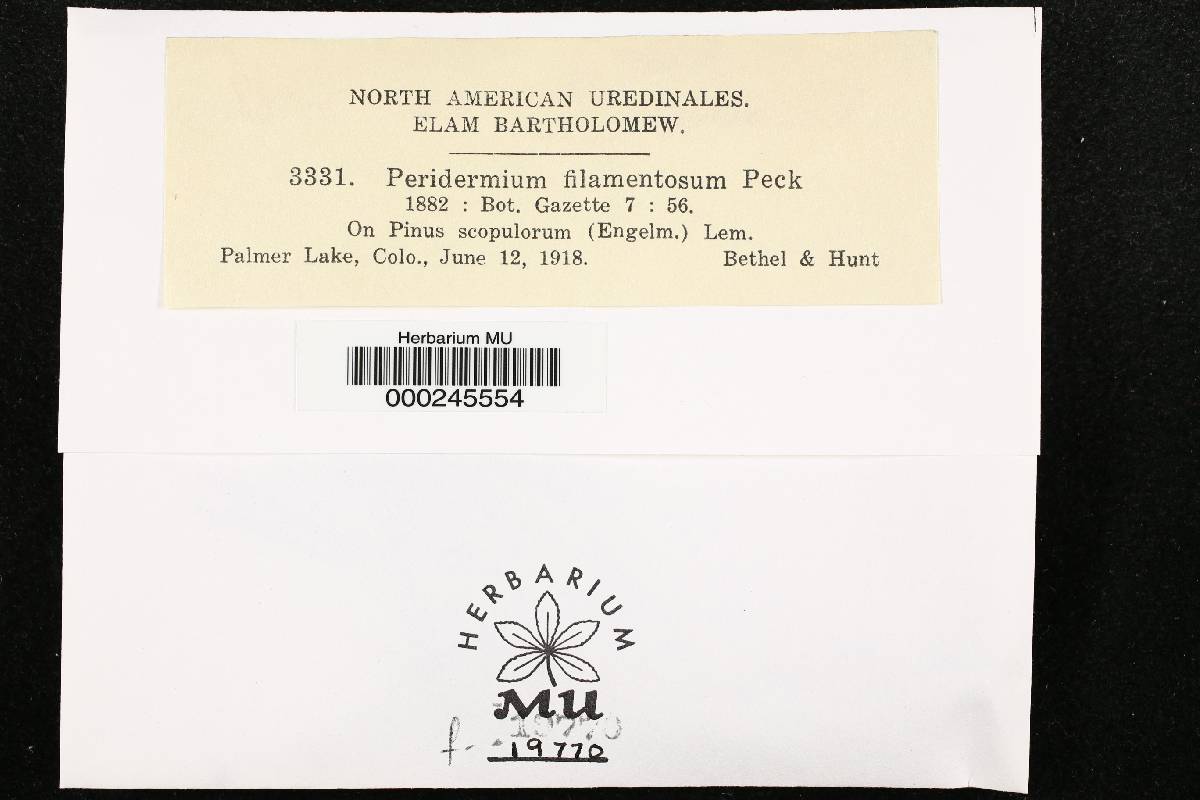 NORTH AMERICAN UREDINALES.
ELAM BARTHOLOMEW.
3331. Peridermium filamentosum Peck
1882 : Bot. Gazette 7 : 56.
On Pinus scopulorum (Engelm.) Lem.
Palmer Lake, Colo., June 12, 1918. Bethel & Hunt
Herbarium MU
000245554
HERBARIUM
MU
f- 19770